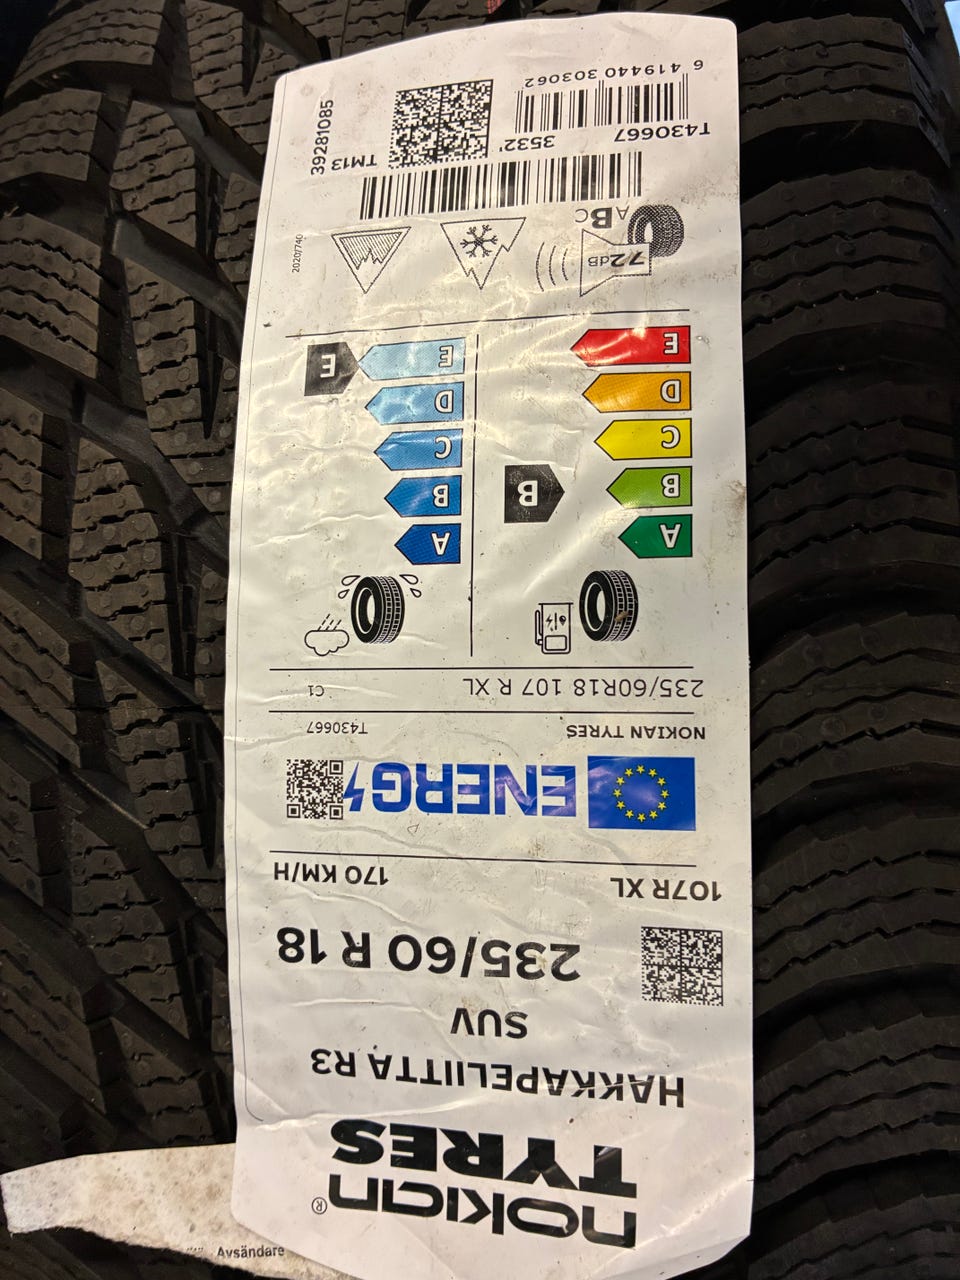 nokian®
TYRES
HAKKAPELIITTA R3
SUV
235/60 R 18
107R XL 170 KM/H
ENERG
NOKIAN TYRES T430667
235/60R18 107 R XL C1
A
B
C
D
E
B
A
B
C
D
E
E
72dB
ABC
2020/740
T430667 3532
TM13
39281085
6 419440 303062
Avsändare